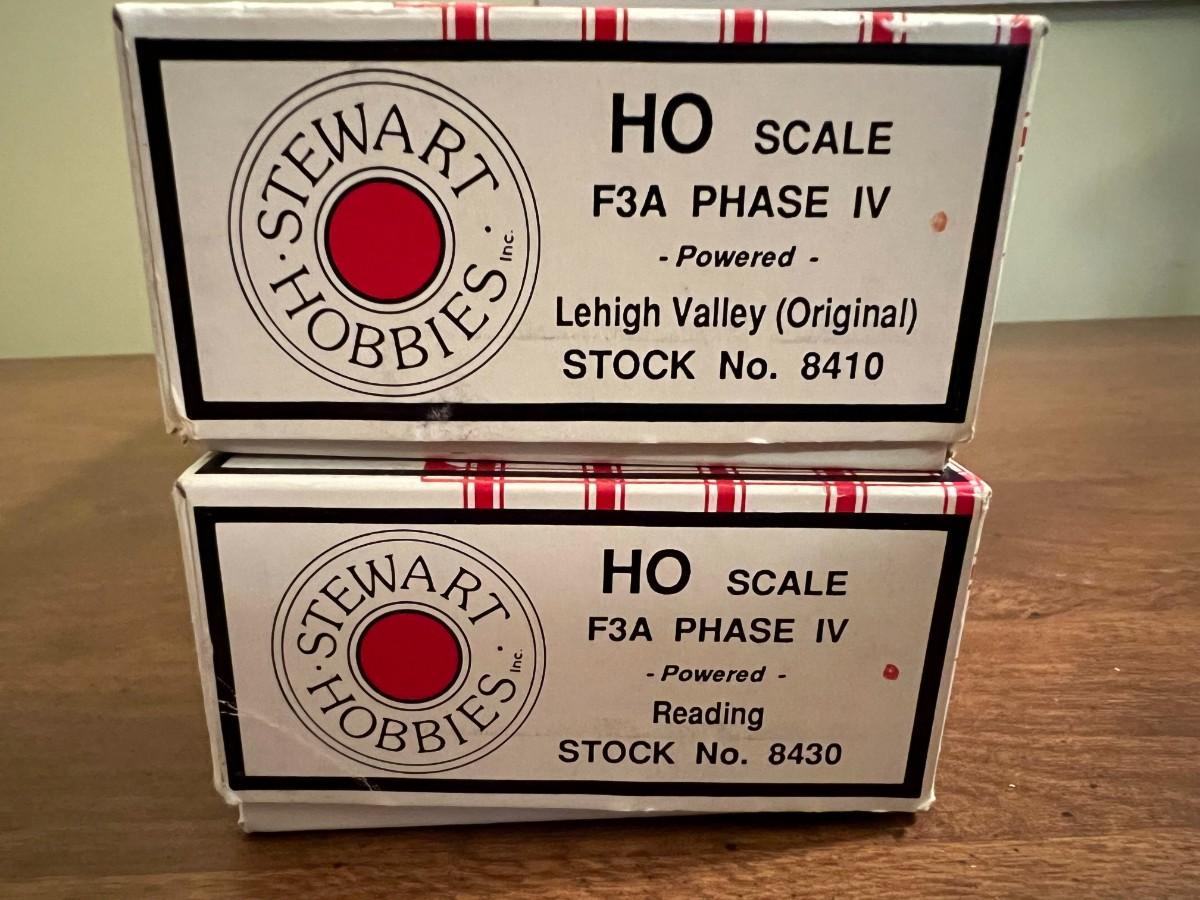 STEWART
HOBBIES
Inc.
HO SCALE
F3A PHASE IV
- Powered -
Lehigh Valley (Original)
STOCK No. 8410
STEWART
HOBBIES
Inc.
HO SCALE
F3A PHASE IV
- Powered -
Reading
STOCK No. 8430